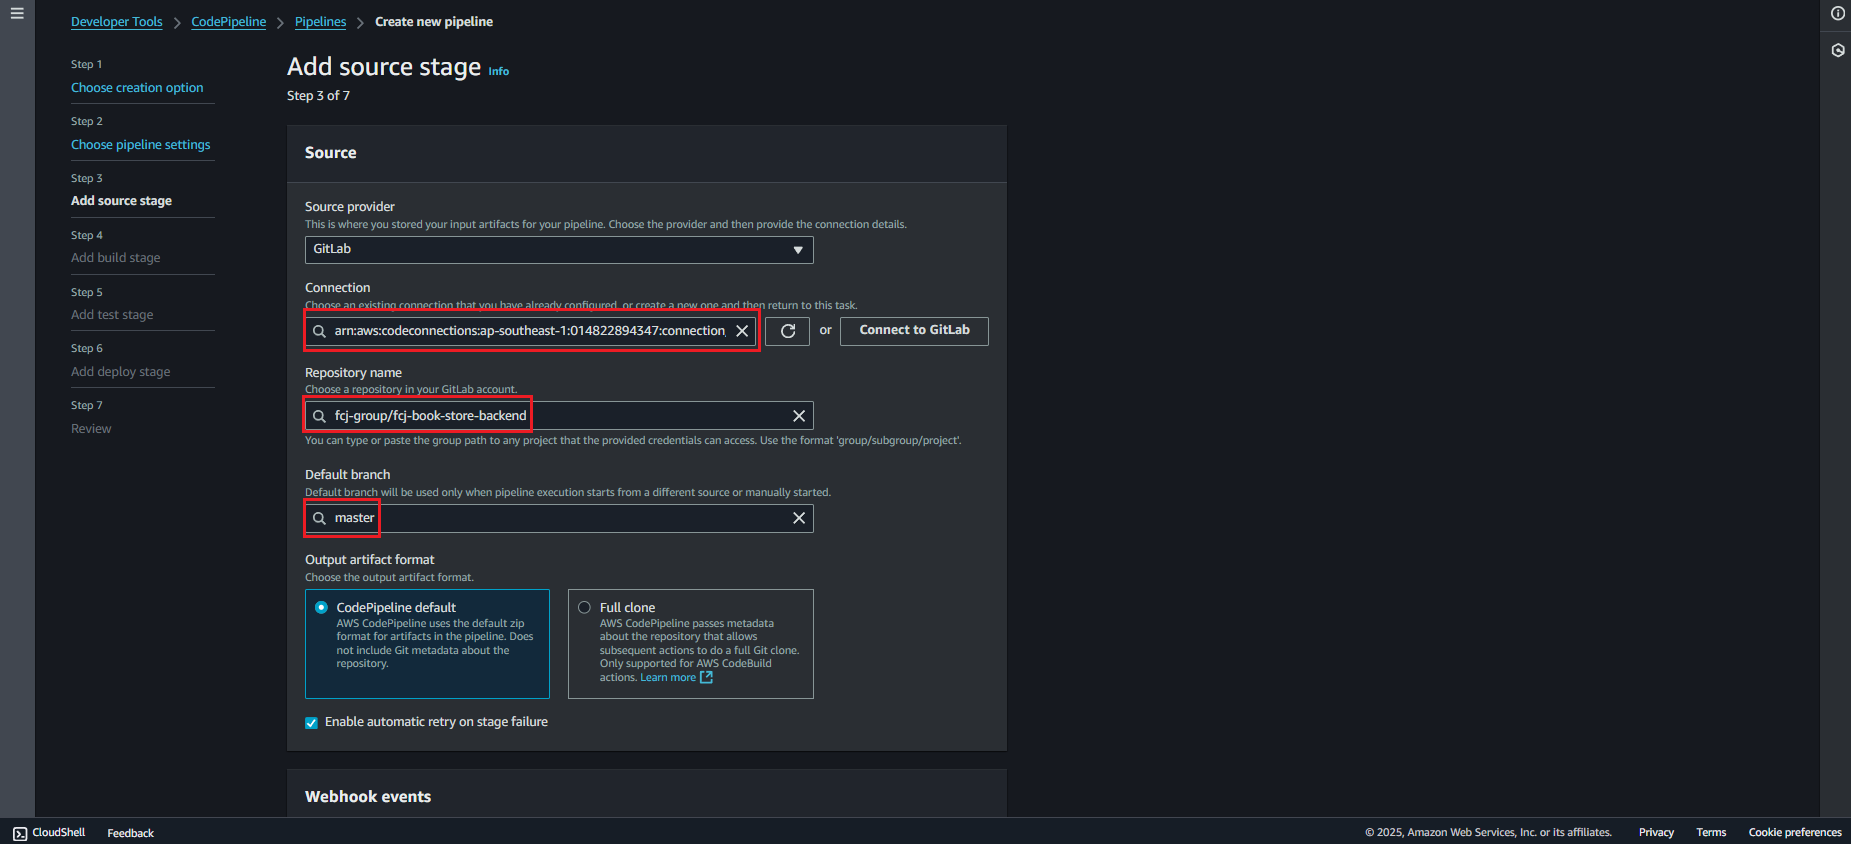 Developer Tools > CodePipeline > Pipelines > Create new pipeline
Step 1
Choose creation option
Step 2
Choose pipeline settings
Step 3
Add source stage
Step 4
Add build stage
Step 5
Add test stage
Step 6
Add deploy stage
Step 7
Review
Add source stage Info
Step 3 of 7
Source
Source provider
This is where you stored your input artifacts for your pipeline. Choose the provider and then provide the connection details.
GitLab
Connection
Choose an existing connection that you have already configured, or create a new one and then return to this task.
arn:aws:codeconnections:ap-southeast-1:014822894347:connection
or
Connect to GitLab
Repository name
Choose a repository in your GitLab account.
fcj-group/fcj-book-store-backend
You can type or paste the group path to any project that the provided credentials can access. Use the format 'group/subgroup/project'.
Default branch
Default branch will be used only when pipeline execution starts from a different source or manually started.
master
Output artifact format
Choose the output artifact format.
CodePipeline default
AWS CodePipeline uses the default zip
format for artifacts in the pipeline. Does
not include Git metadata about the
repository.
Full clone
AWS CodePipeline passes metadata
about the repository that allows
subsequent actions to do a full Git clone.
Only supported for AWS CodeBuild
actions. Learn more
Enable automatic retry on stage failure
Webhook events
CloudShell
Feedback
© 2025, Amazon Web Services, Inc. or its affiliates.
Privacy
Terms
Cookie preferences